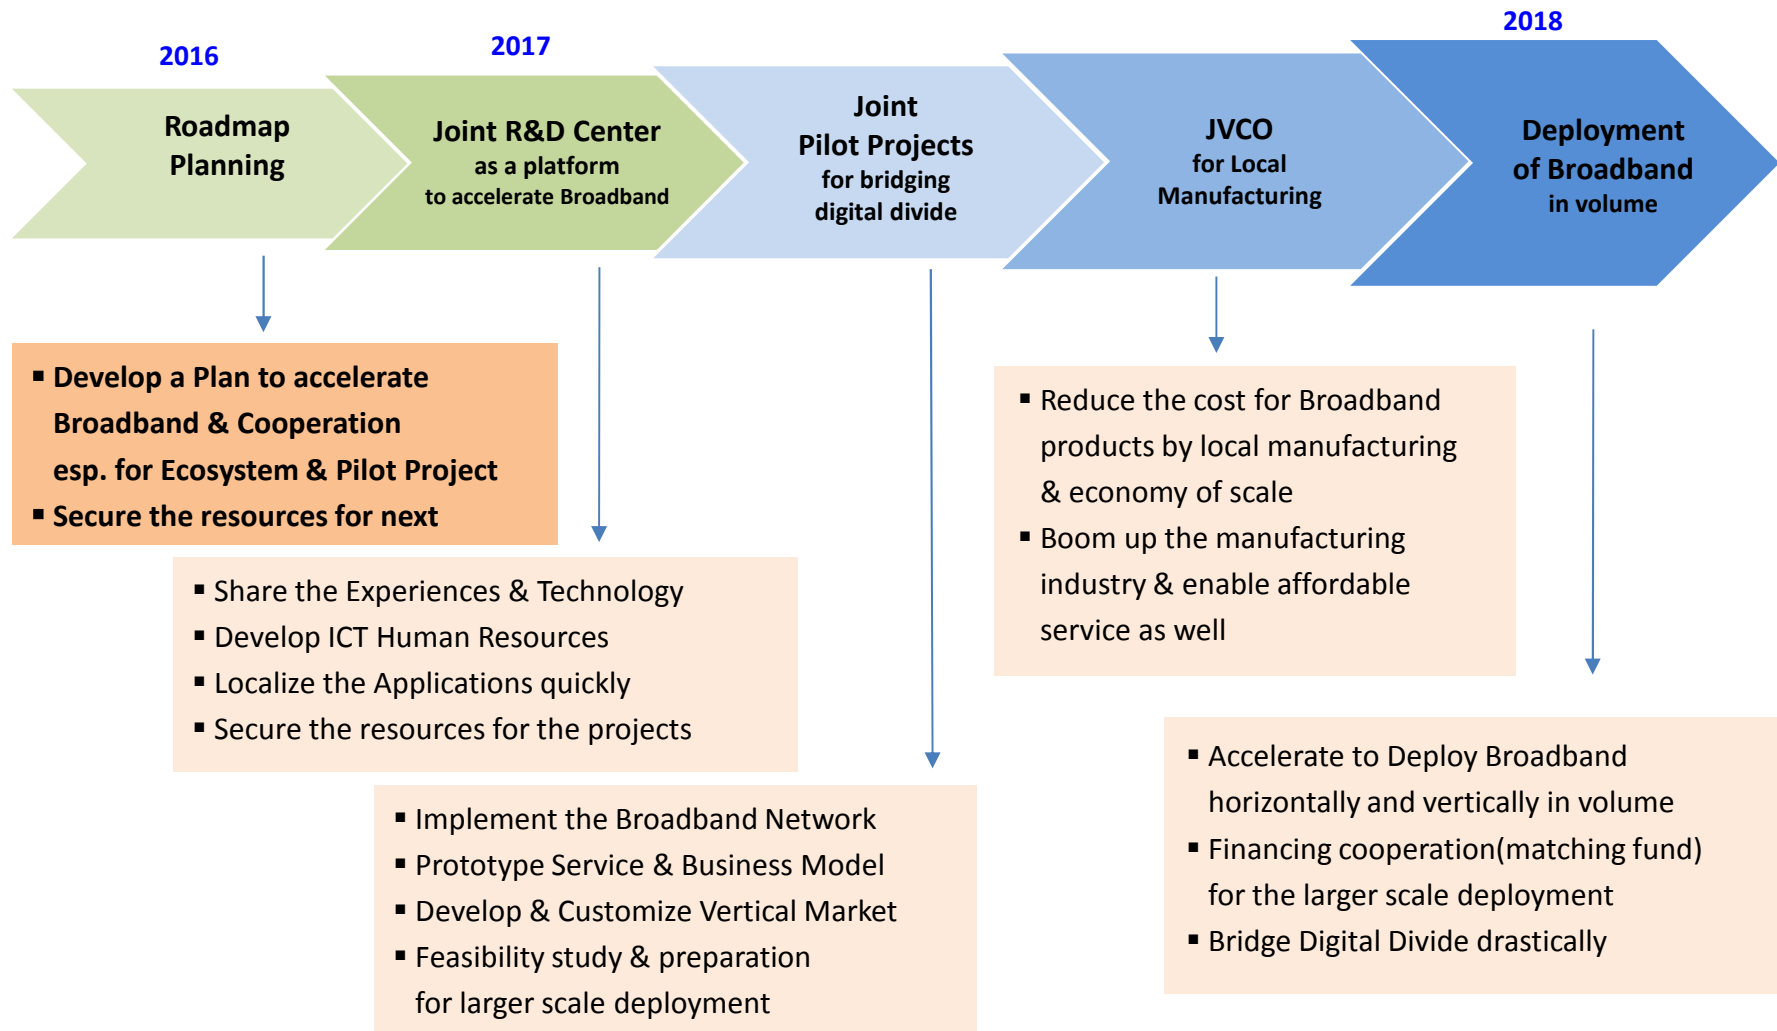 2016
2017
2018
Roadmap
Planning
Joint R&D Center
as a platform
to accelerate Broadband
Joint
Pilot Projects
for bridging
digital divide
JVCO
for Local
Manufacturing
Deployment
of Broadband
in volume
▪ Develop a Plan to accelerate
Broadband & Cooperation
esp. for Ecosystem & Pilot Project
▪ Secure the resources for next
▪ Share the Experiences & Technology
▪ Develop ICT Human Resources
▪ Localize the Applications quickly
▪ Secure the resources for the projects
▪ Implement the Broadband Network
▪ Prototype Service & Business Model
▪ Develop & Customize Vertical Market
▪ Feasibility study & preparation
for larger scale deployment
▪ Reduce the cost for Broadband
products by local manufacturing
& economy of scale
▪ Boom up the manufacturing
industry & enable affordable
service as well
▪ Accelerate to Deploy Broadband
horizontally and vertically in volume
▪ Financing cooperation(matching fund)
for the larger scale deployment
▪ Bridge Digital Divide drastically